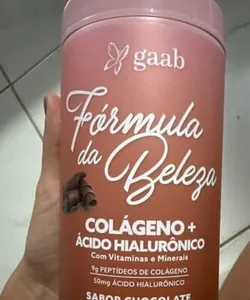 gaab
Fórmula
da Beleza
COLÁGENO +
ÁCIDO HIALURÔNICO
Com Vitaminas e Minerais
9g PEPTÍDEOS DE COLÁGENO
50mg ÁCIDO HIALURÔNICO
SABOR CHOCOLATE